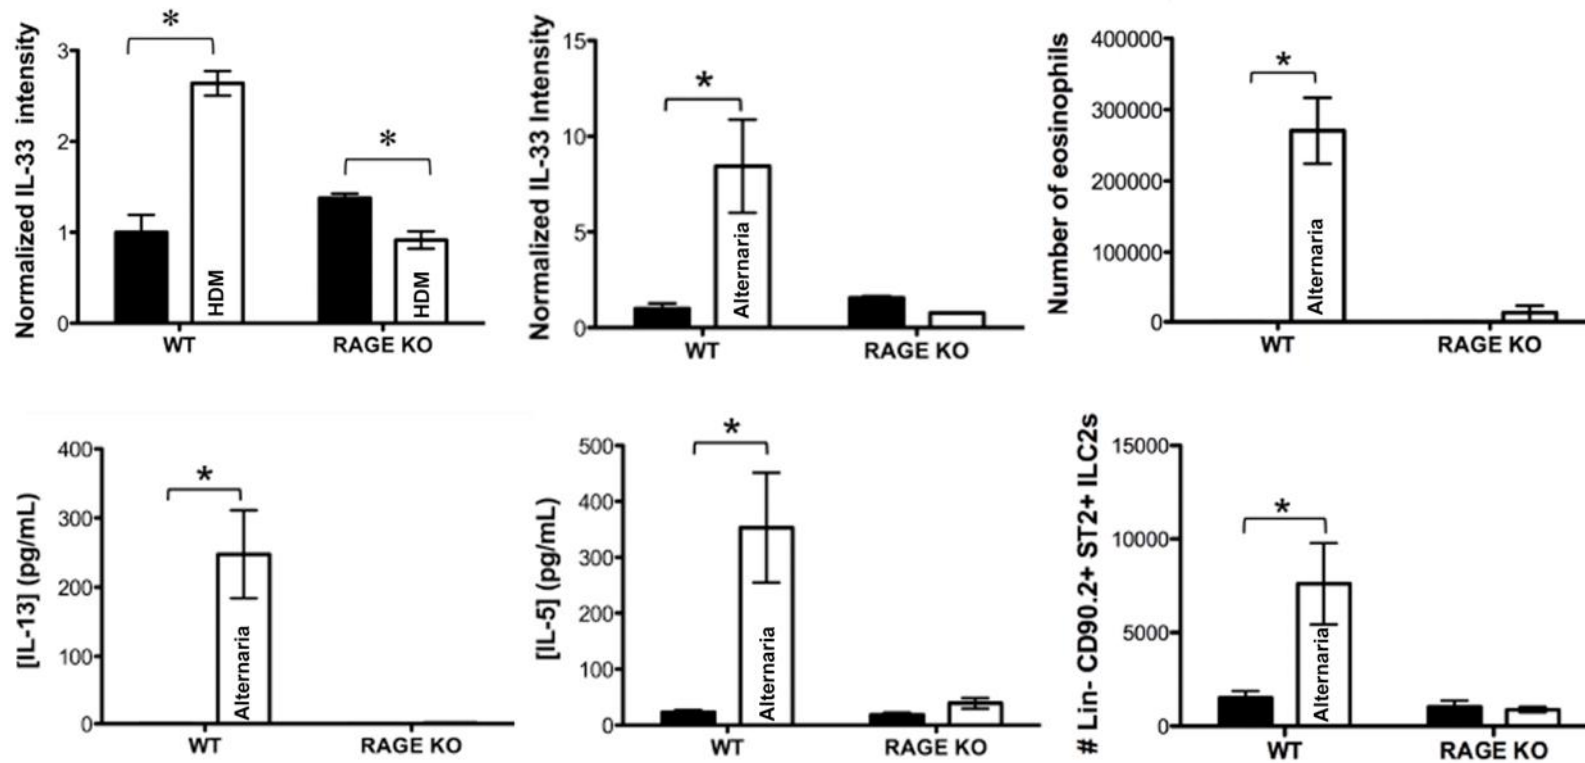 Normalized IL-33 intensity
3
2
1
0
*
*
HDM
HDM
WT
RAGE KO
Normalized IL-33 Intensity
15
10
5
0
*
Alternaria
WT
RAGE KO
Number of eosinophils
400000
300000
200000
100000
0
*
Alternaria
WT
RAGE KO
[IL-13] (pg/mL)
400
300
200
100
0
*
Alternaria
WT
RAGE KO
[IL-5] (pg/mL)
500
400
300
200
100
0
*
Alternaria
WT
RAGE KO
# Lin- CD90.2+ ST2+ ILC2s
15000
10000
5000
0
*
Alternaria
WT
RAGE KO